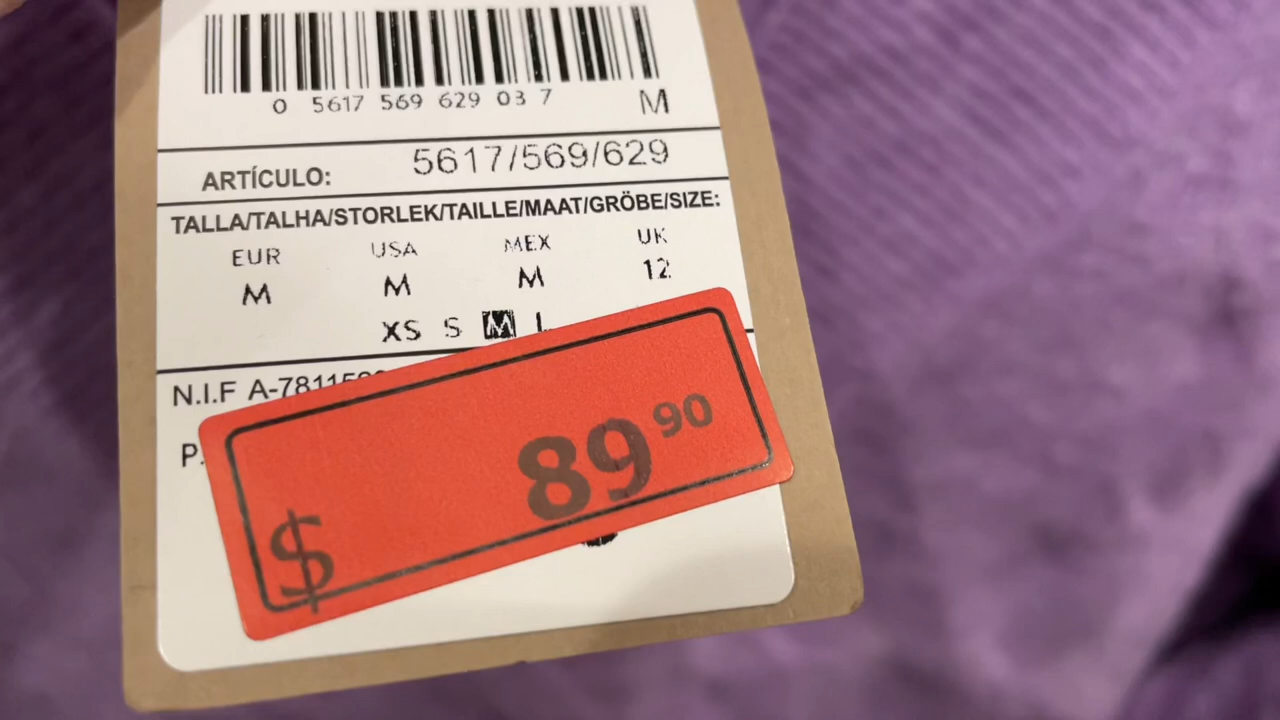 0 5617 569 629 03 7 M
ARTÍCULO: 5617/569/629
TALLA/TALHA/STORLEK/TAILLE/MAAT/GRÖBE/SIZE:
EUR USA MEX UK
M M M 12
XS S M L
N.I.F
$ 89 90